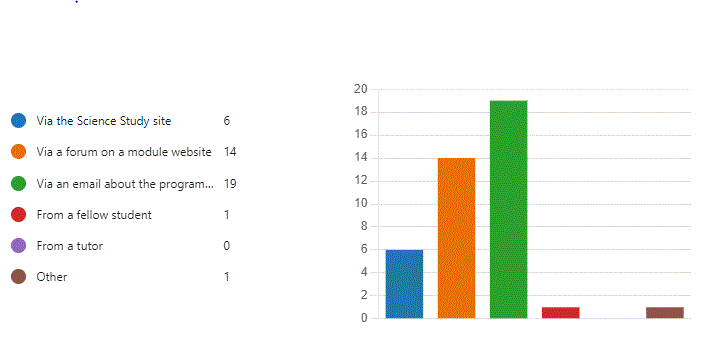 Via the Science Study site 6
Via a forum on a module website 14
Via an email about the program... 19
From a fellow student 1
From a tutor 0
Other 1
20
18
16
14
12
10
8
6
4
2
0